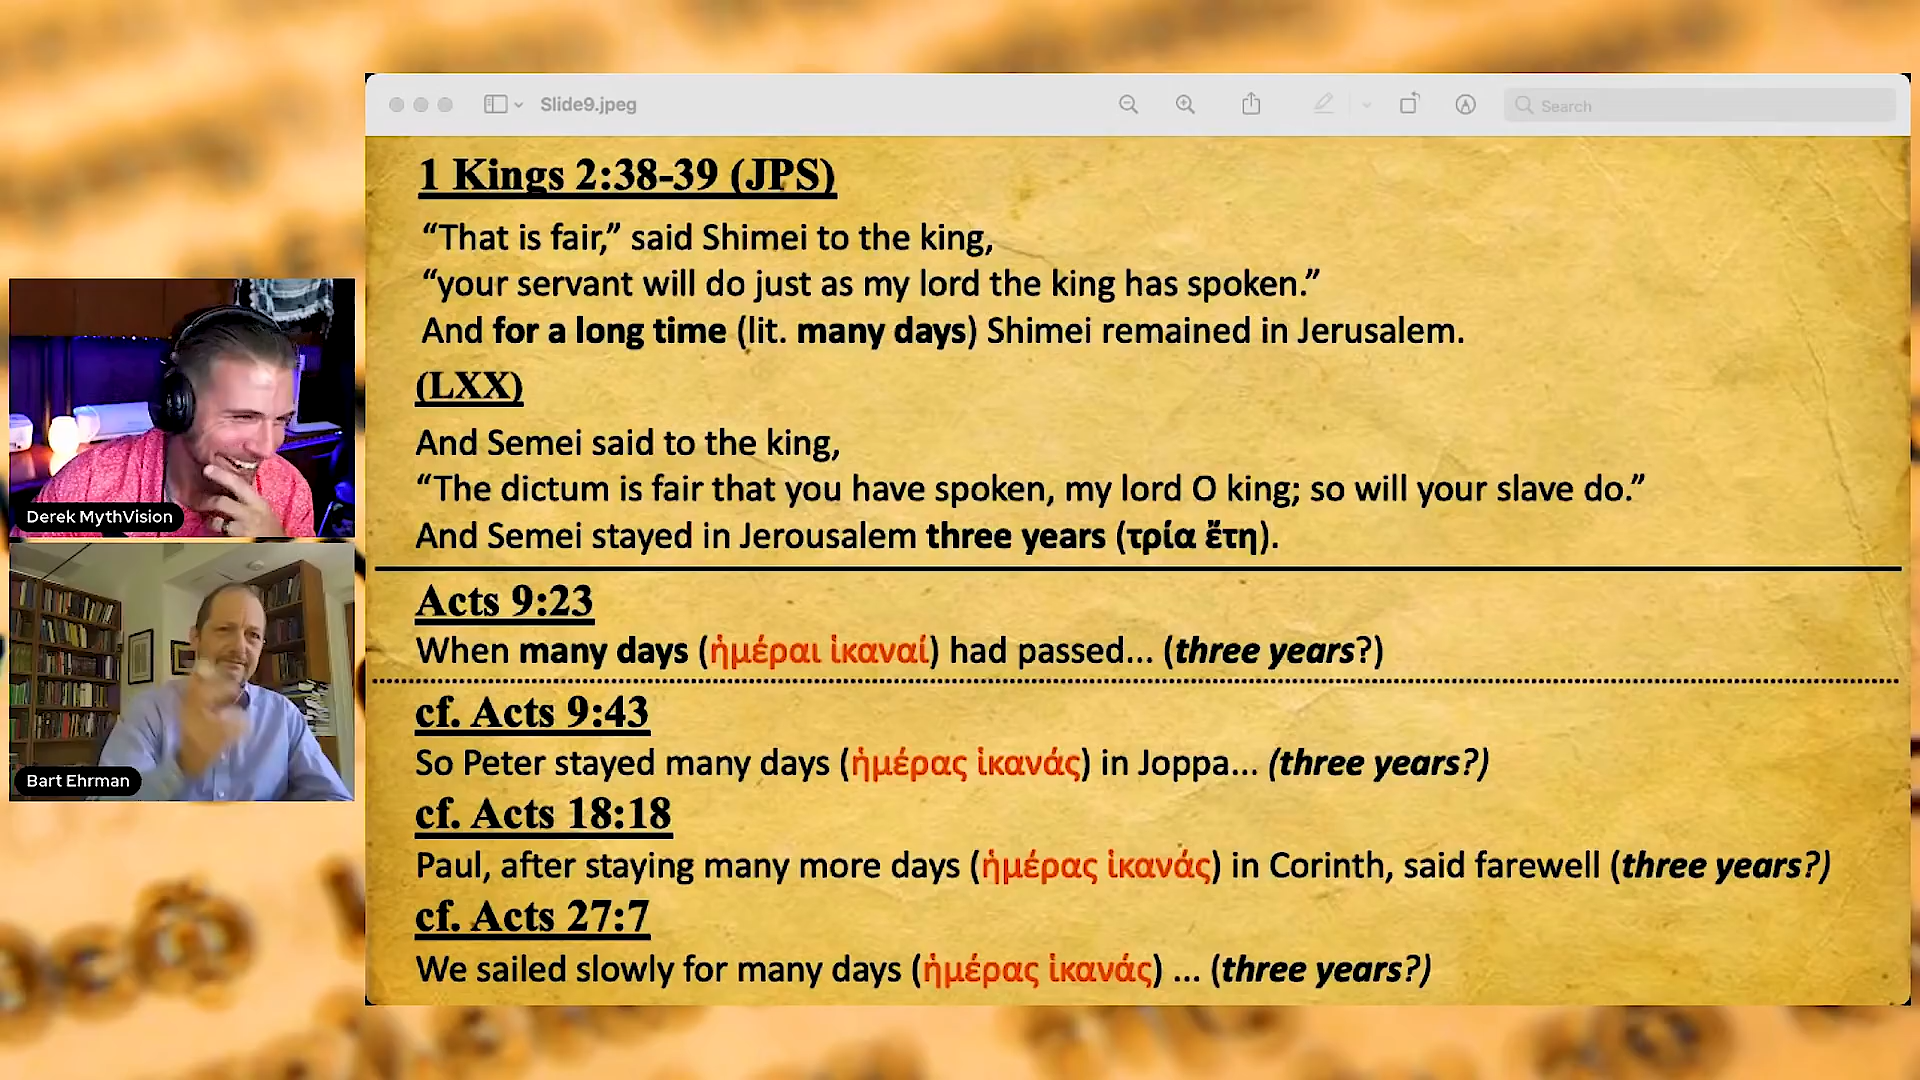 Slide9.jpeg
Search
1 Kings 2:38-39 (JPS)
“That is fair,” said Shimei to the king,
“your servant will do just as my lord the king has spoken.”
And for a long time (lit. many days) Shimei remained in Jerusalem.
(LXX)
And Semei said to the king,
“The dictum is fair that you have spoken, my lord O king; so will your slave do.”
And Semei stayed in Jerousalem three years (τρία ἔτη).
Acts 9:23
When many days (ἡμέραι ἱκαναί) had passed... (three years?)
cf. Acts 9:43
So Peter stayed many days (ἡμέρας ἱκανάς) in Joppa... (three years?)
cf. Acts 18:18
Paul, after staying many more days (ἡμέρας ἱκανάς) in Corinth, said farewell (three years?)
cf. Acts 27:7
We sailed slowly for many days (ἡμέρας ἱκανάς) ... (three years?)
Derek MythVision
Bart Ehrman